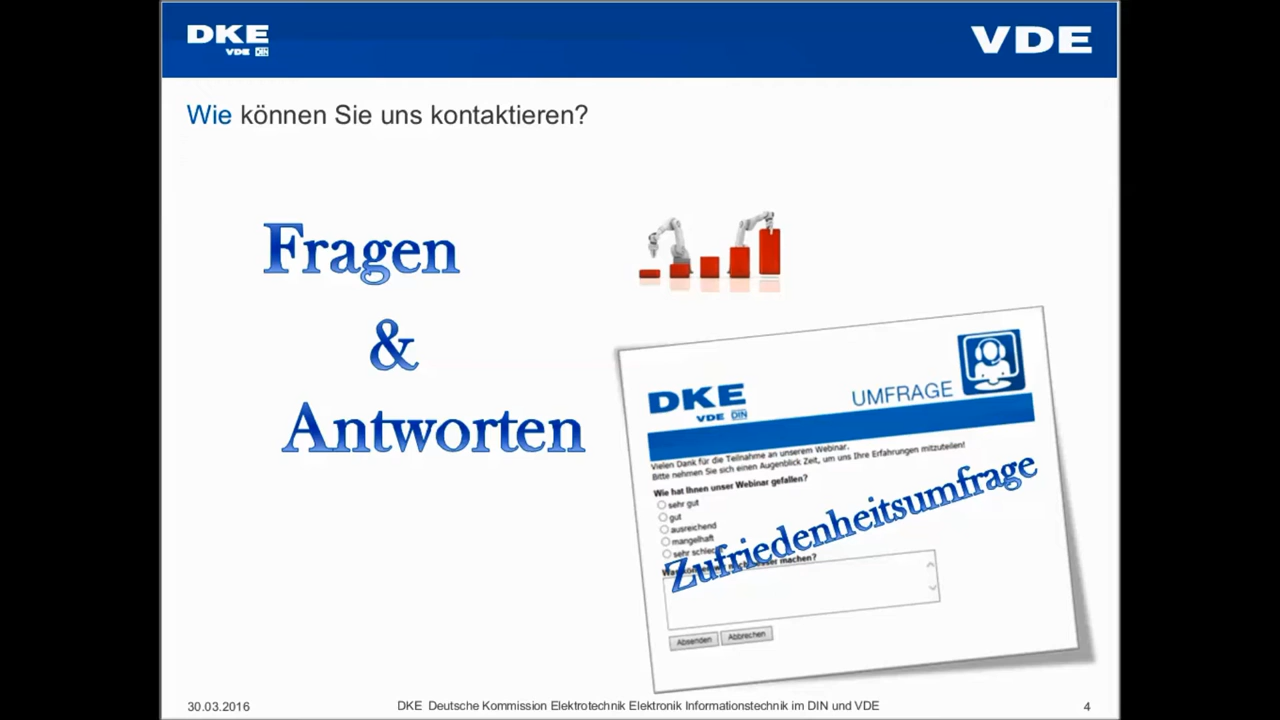 DKE
VDE DIN
VDE
Wie können Sie uns kontaktieren?
Fragen
&
Antworten
DKE
VDE DIN
UMFRAGE
Vielen Dank für die Teilnahme an unserem Webinar.
Bitte nehmen Sie sich einen Augenblick Zeit, um uns Ihre Erfahrungen mitzuteilen!
Wie hat Ihnen unser Webinar gefallen?
sehr gut
gut
ausreichend
mangelhaft
sehr schlecht
Zufriedenheitsumfrage
machen?
Absenden Abbrechen
30.03.2016
DKE Deutsche Kommission Elektrotechnik Elektronik Informationstechnik im DIN und VDE
4